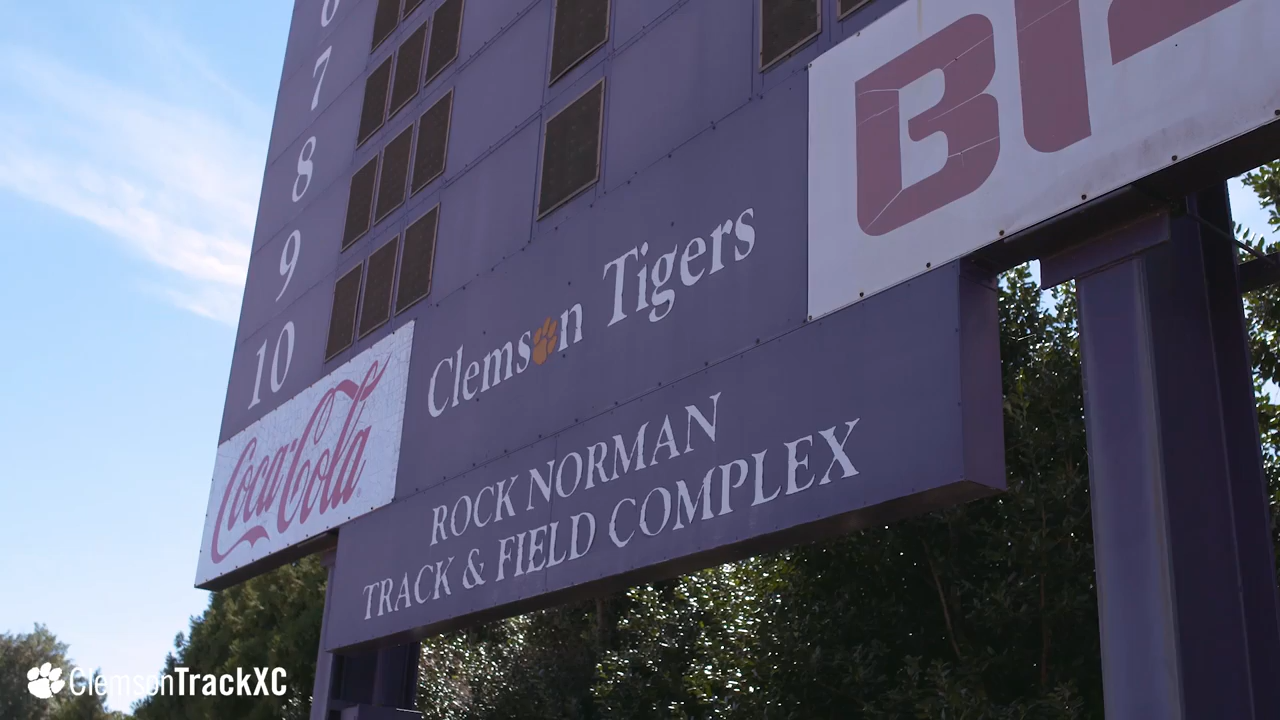 7
8
9
10
Coca-Cola
Clemson Tigers
ROCK NORMAN
TRACK & FIELD COMPLEX
ClemsonTrackXC